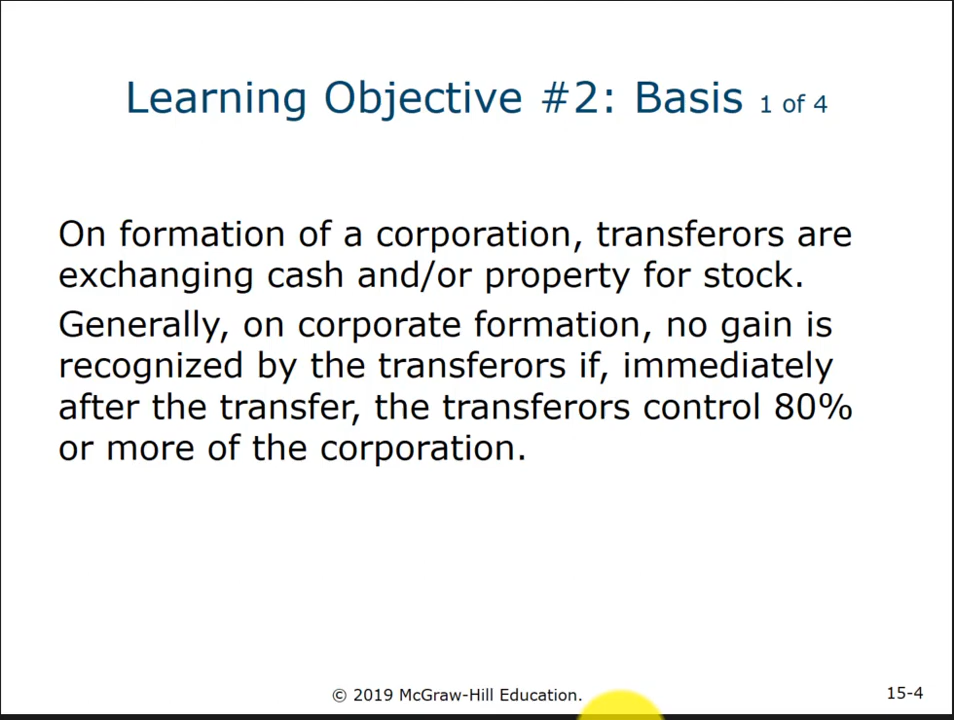 Learning Objective #2: Basis 1 of 4
On formation of a corporation, transferors are
exchanging cash and/or property for stock.
Generally, on corporate formation, no gain is
recognized by the transferors if, immediately
after the transfer, the transferors control 80%
or more of the corporation.
© 2019 McGraw-Hill Education.
15-4